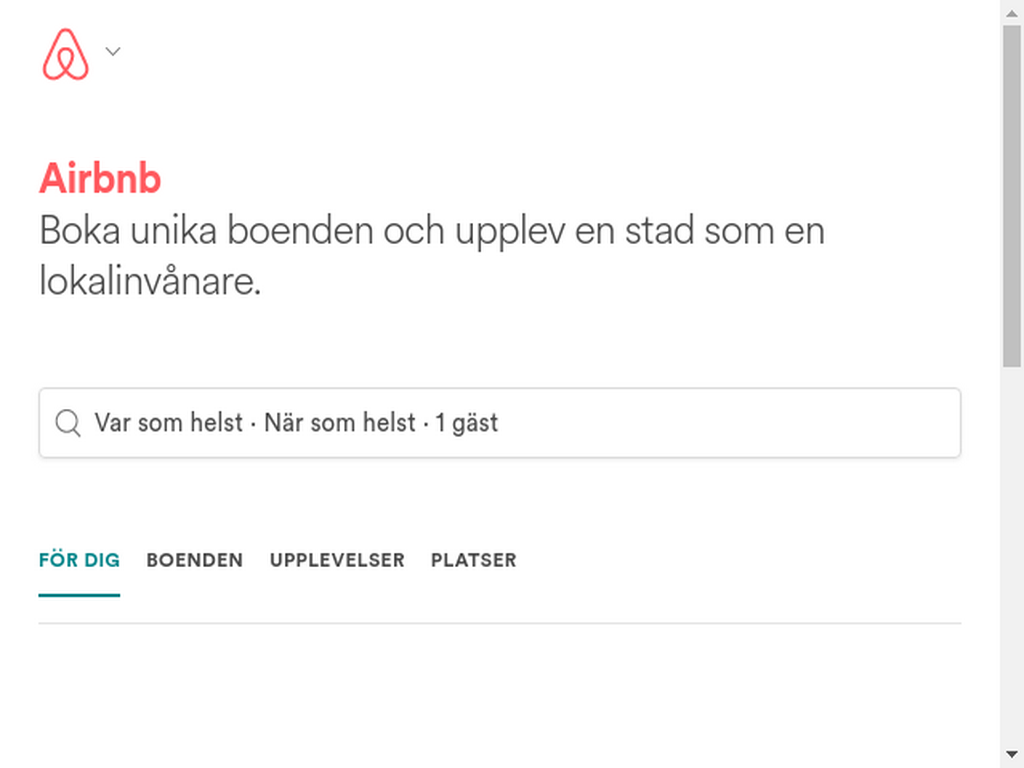 Airbnb
Boka unika boenden och upplev en stad som en
lokalinvånare.
Var som helst · När som helst · 1 gäst
FÖR DIG BOENDEN UPPLEVELSER PLATSER